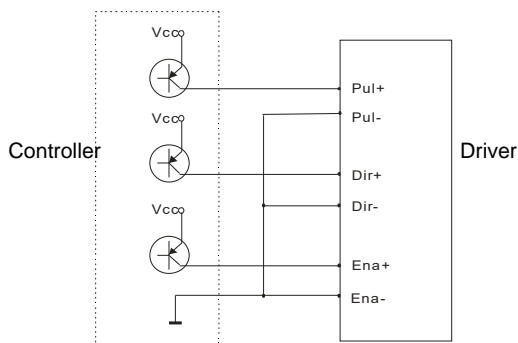 Vcc
Pul+
Pul-
Vcc
Controller
Driver
Dir+
Vcc
Dir-
Ena+
Ena-